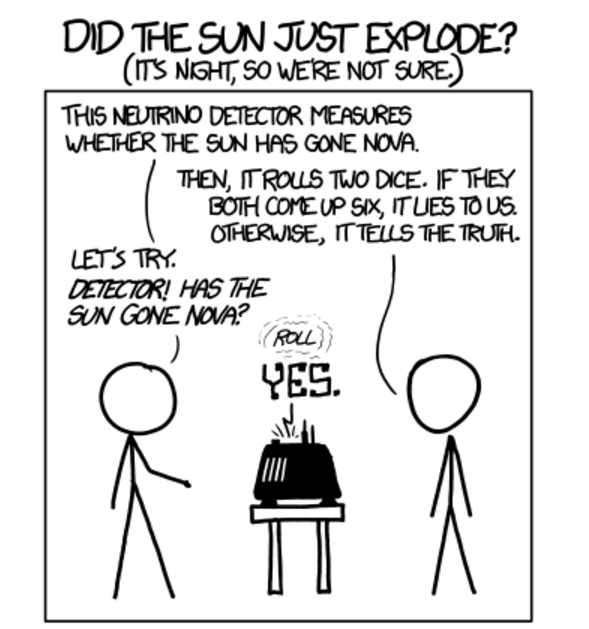 DID THE SUN JUST EXPLODE?
(IT'S NIGHT, SO WE'RE NOT SURE.)
THIS NEUTRINO DETECTOR MEASURES
WHETHER THE SUN HAS GONE NOVA.
THEN, IT ROLLS TWO DICE. IF THEY
BOTH COME UP SIX, IT LIES TO US.
OTHERWISE, IT TELLS THE TRUTH.
LET'S TRY.
DETECTOR! HAS THE
SUN GONE NOVA?
(ROLL)
YES.